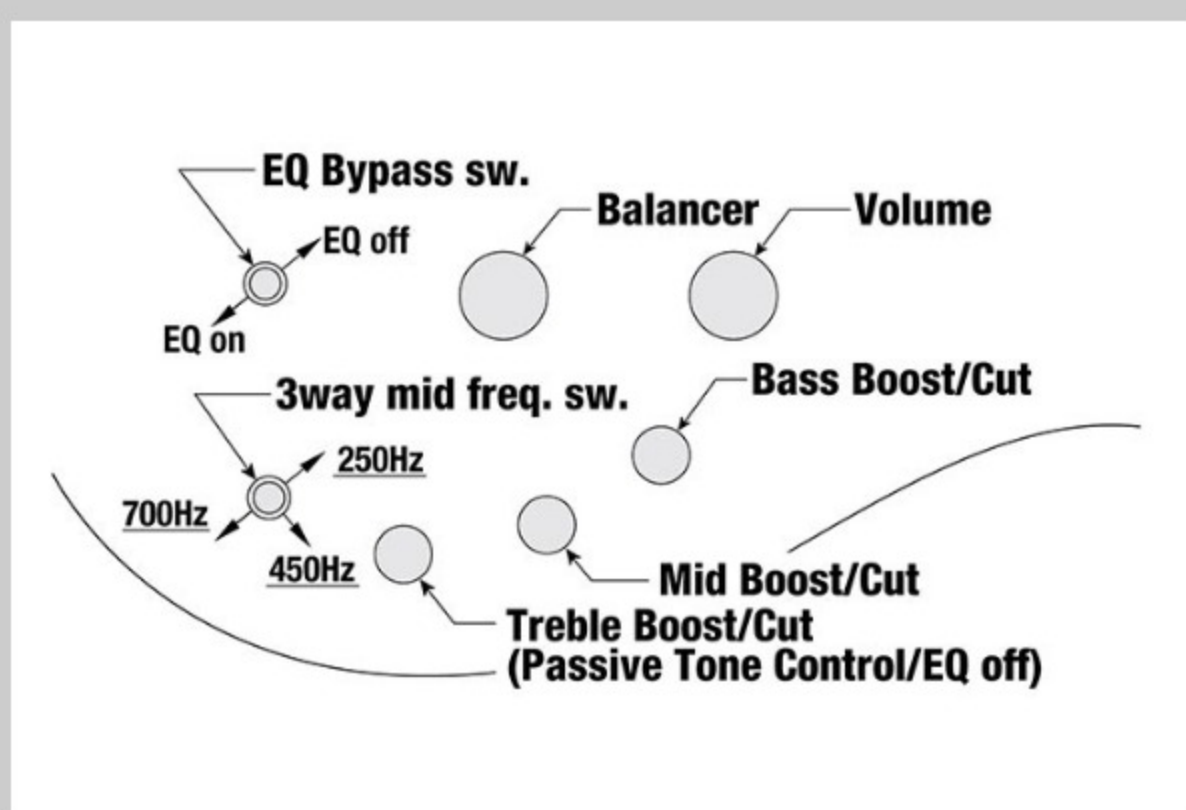 EQ Bypass sw.
Balancer
Volume
EQ off
EQ on
Bass Boost/Cut
3way mid freq. sw.
250Hz
700Hz
450Hz
Mid Boost/Cut
Treble Boost/Cut
(Passive Tone Control/EQ off)